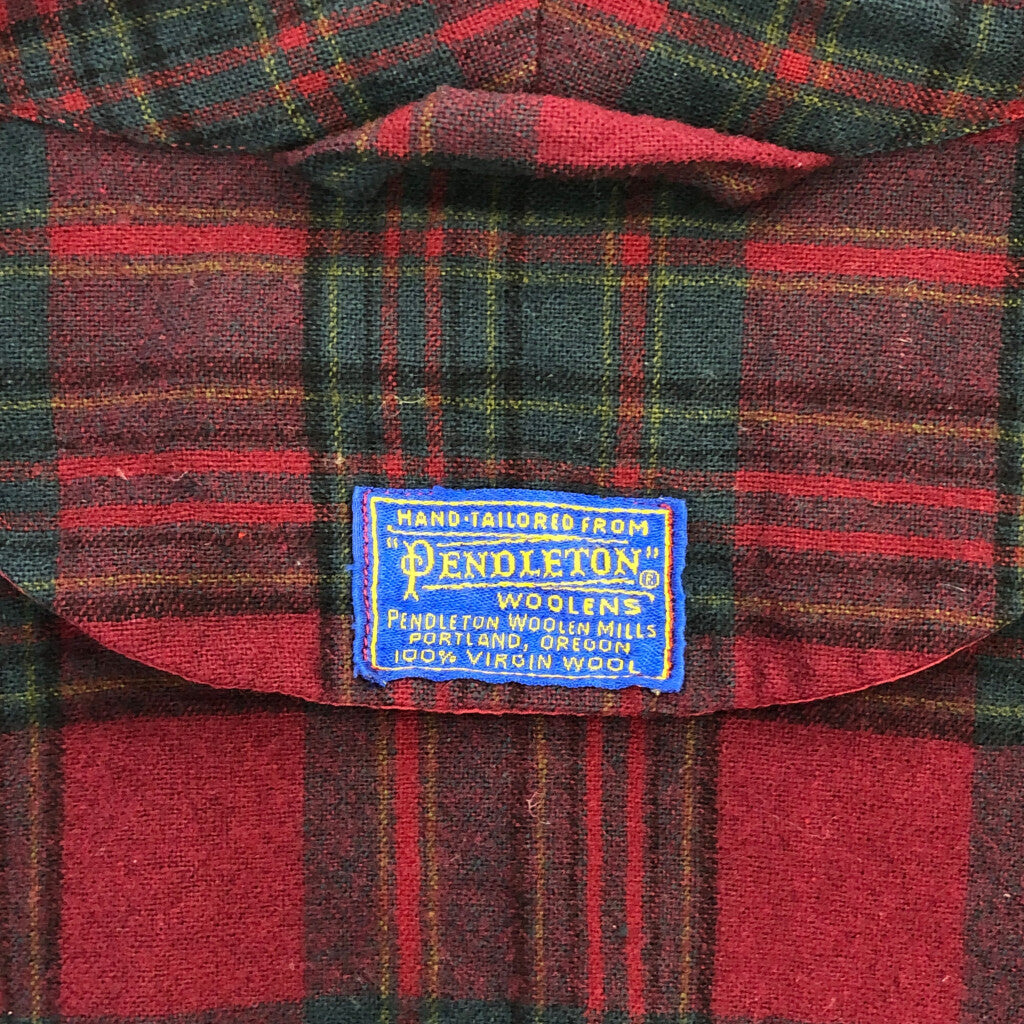 HAND·TAILORED FROM
"PENDLETON"®
WOOLENS
PENDLETON WOOLEN MILLS
PORTLAND, OREGON
100% VIRGIN WOOL